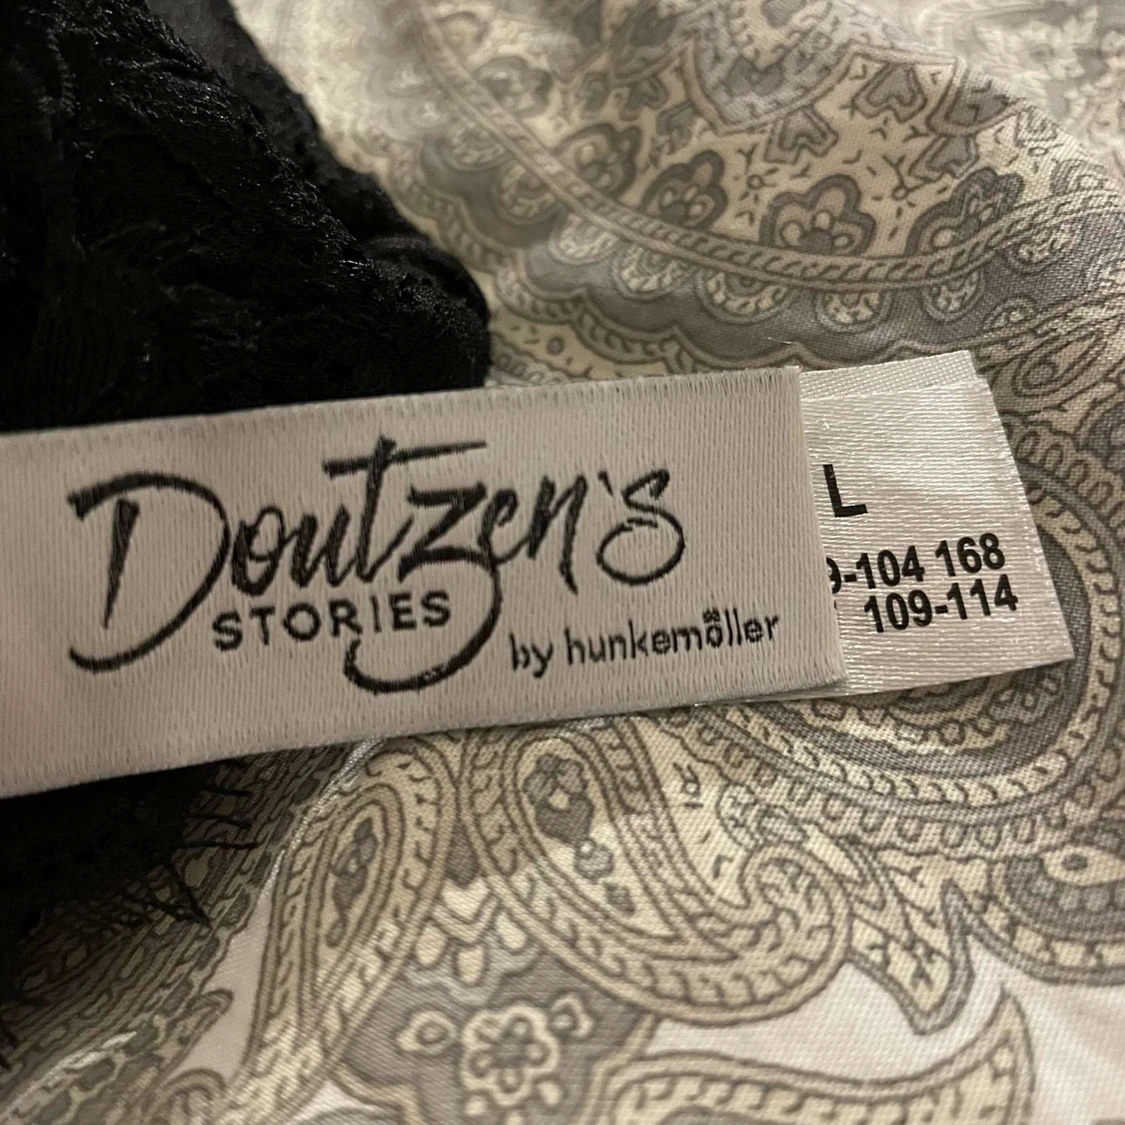 Doutzen's
STORIES
by hunkemöller
L
-104 168
109-114